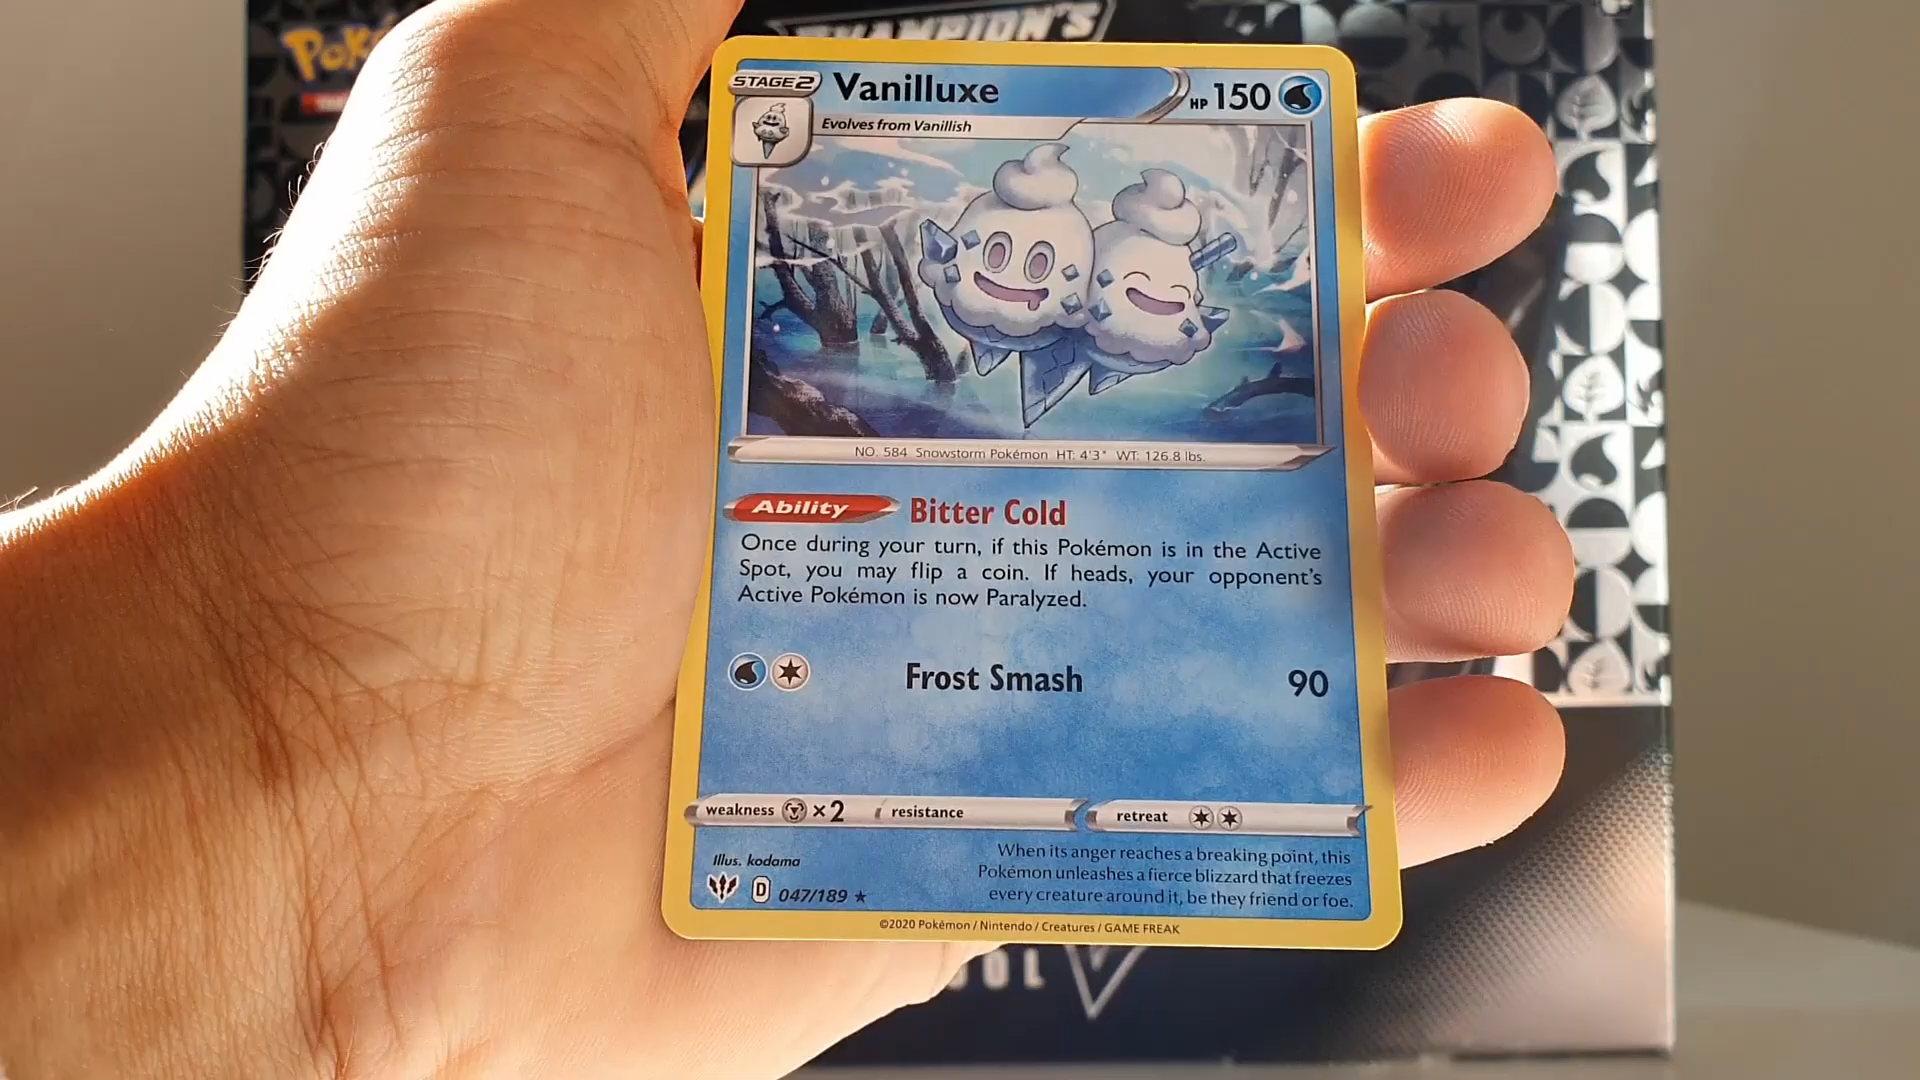 Pok
CHAMPION'S
STAGE 2
Vanilluxe
HP 150
Evolves from Vanillish
NO. 584 Snowstorm Pokémon HT: 4'3" WT: 126.8 lbs.
Ability Bitter Cold
Once during your turn, if this Pokémon is in the Active
Spot, you may flip a coin. If heads, your opponent's
Active Pokémon is now Paralyzed.
Frost Smash 90
weakness ×2 resistance retreat
Illus. kodama
When its anger reaches a breaking point, this
Pokémon unleashes a fierce blizzard that freezes
every creature around it, be they friend or foe.
D 047/189 ★
©2020 Pokémon / Nintendo / Creatures / GAME FREAK